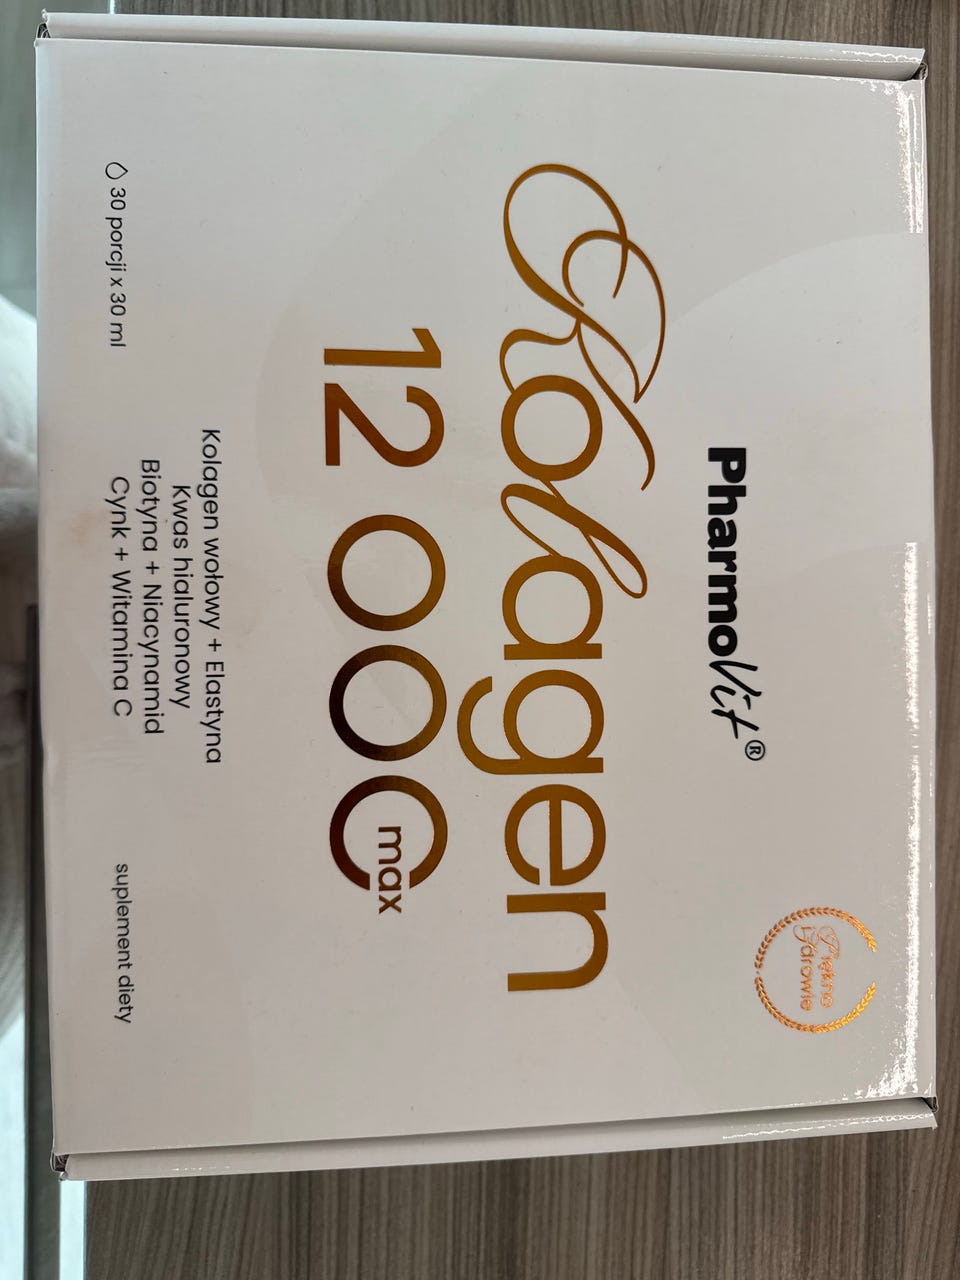 PharmoVit®
Piękno
i zdrowie
Kolagen
12 000
max
Kolagen wołowy + Elastyna
Kwas hialuronowy
Biotyna + Niacynamid
Cynk + Witamina C
30 porcji x 30 ml
suplement diety